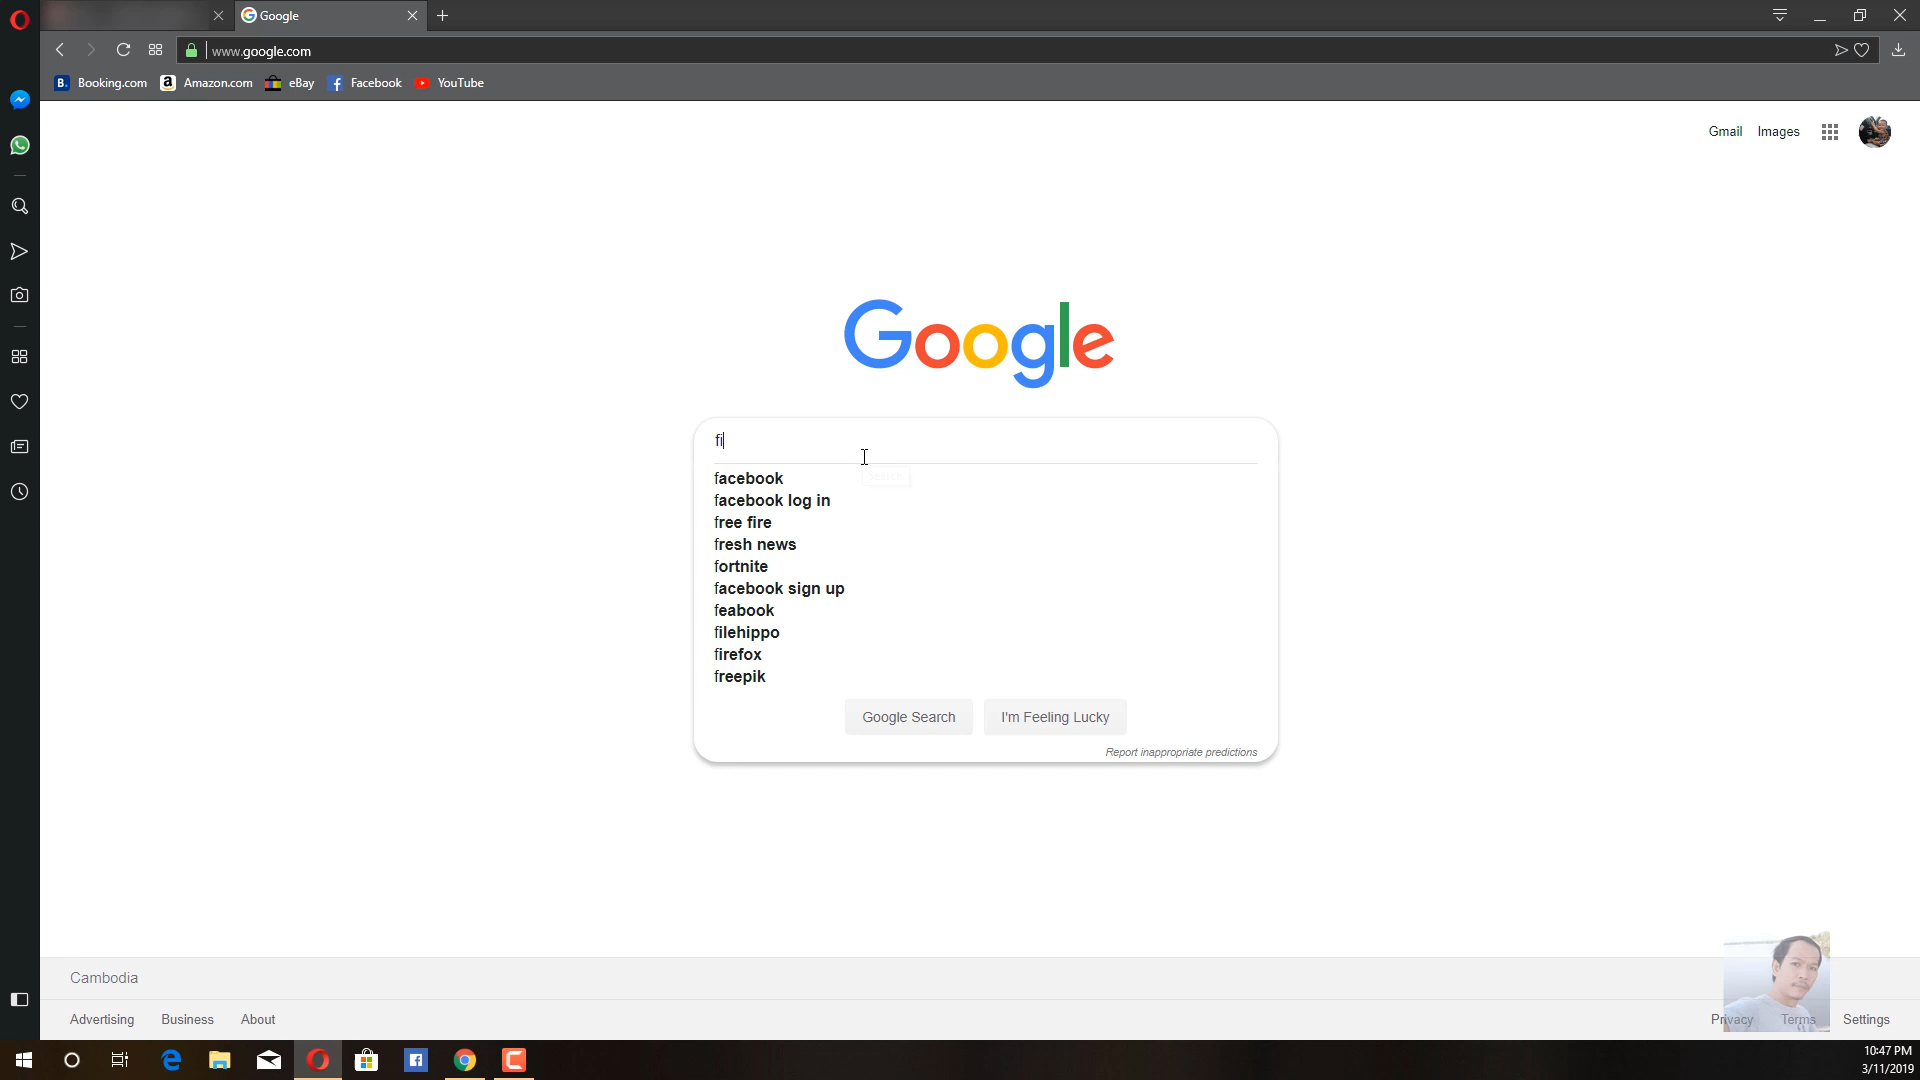 Google
www.google.com
B. Booking.com
a Amazon.com
eBay
f Facebook
YouTube
Gmail
Images
Google
fi
facebook
facebook log in
free fire
fresh news
fortnite
facebook sign up
feabook
filehippo
firefox
freepik
Google Search
I'm Feeling Lucky
Report inappropriate predictions
Cambodia
Advertising
Business
About
Privacy
Terms
Settings
10:47 PM
3/11/2019